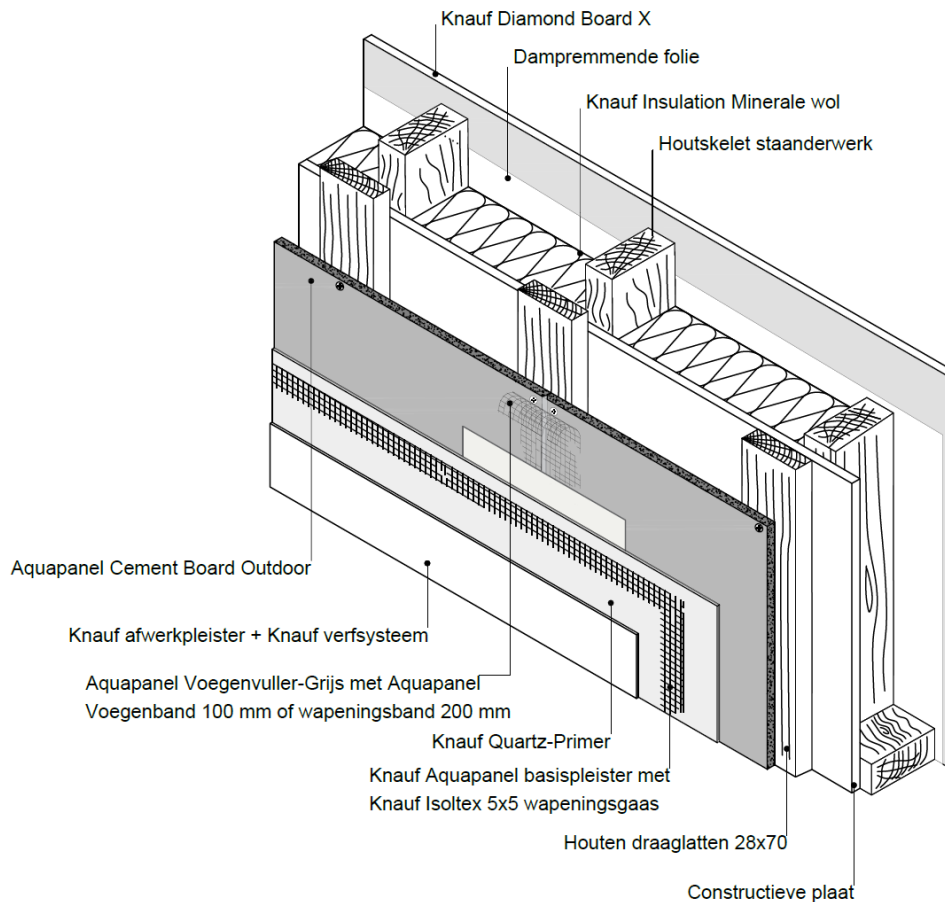 Knauf Diamond Board X
Dampremmende folie
Knauf Insulation Minerale wol
Houtskelet staanderwerk
Aquapanel Cement Board Outdoor
Knauf afwerkpleister + Knauf verfsysteem
Aquapanel Voegenvuller-Grijs met Aquapanel
Voegenband 100 mm of wapeningsband 200 mm
Knauf Quartz-Primer
Knauf Aquapanel basispleister met
Knauf Isoltex 5x5 wapeningsgaas
Houten draaglatten 28x70
Constructieve plaat